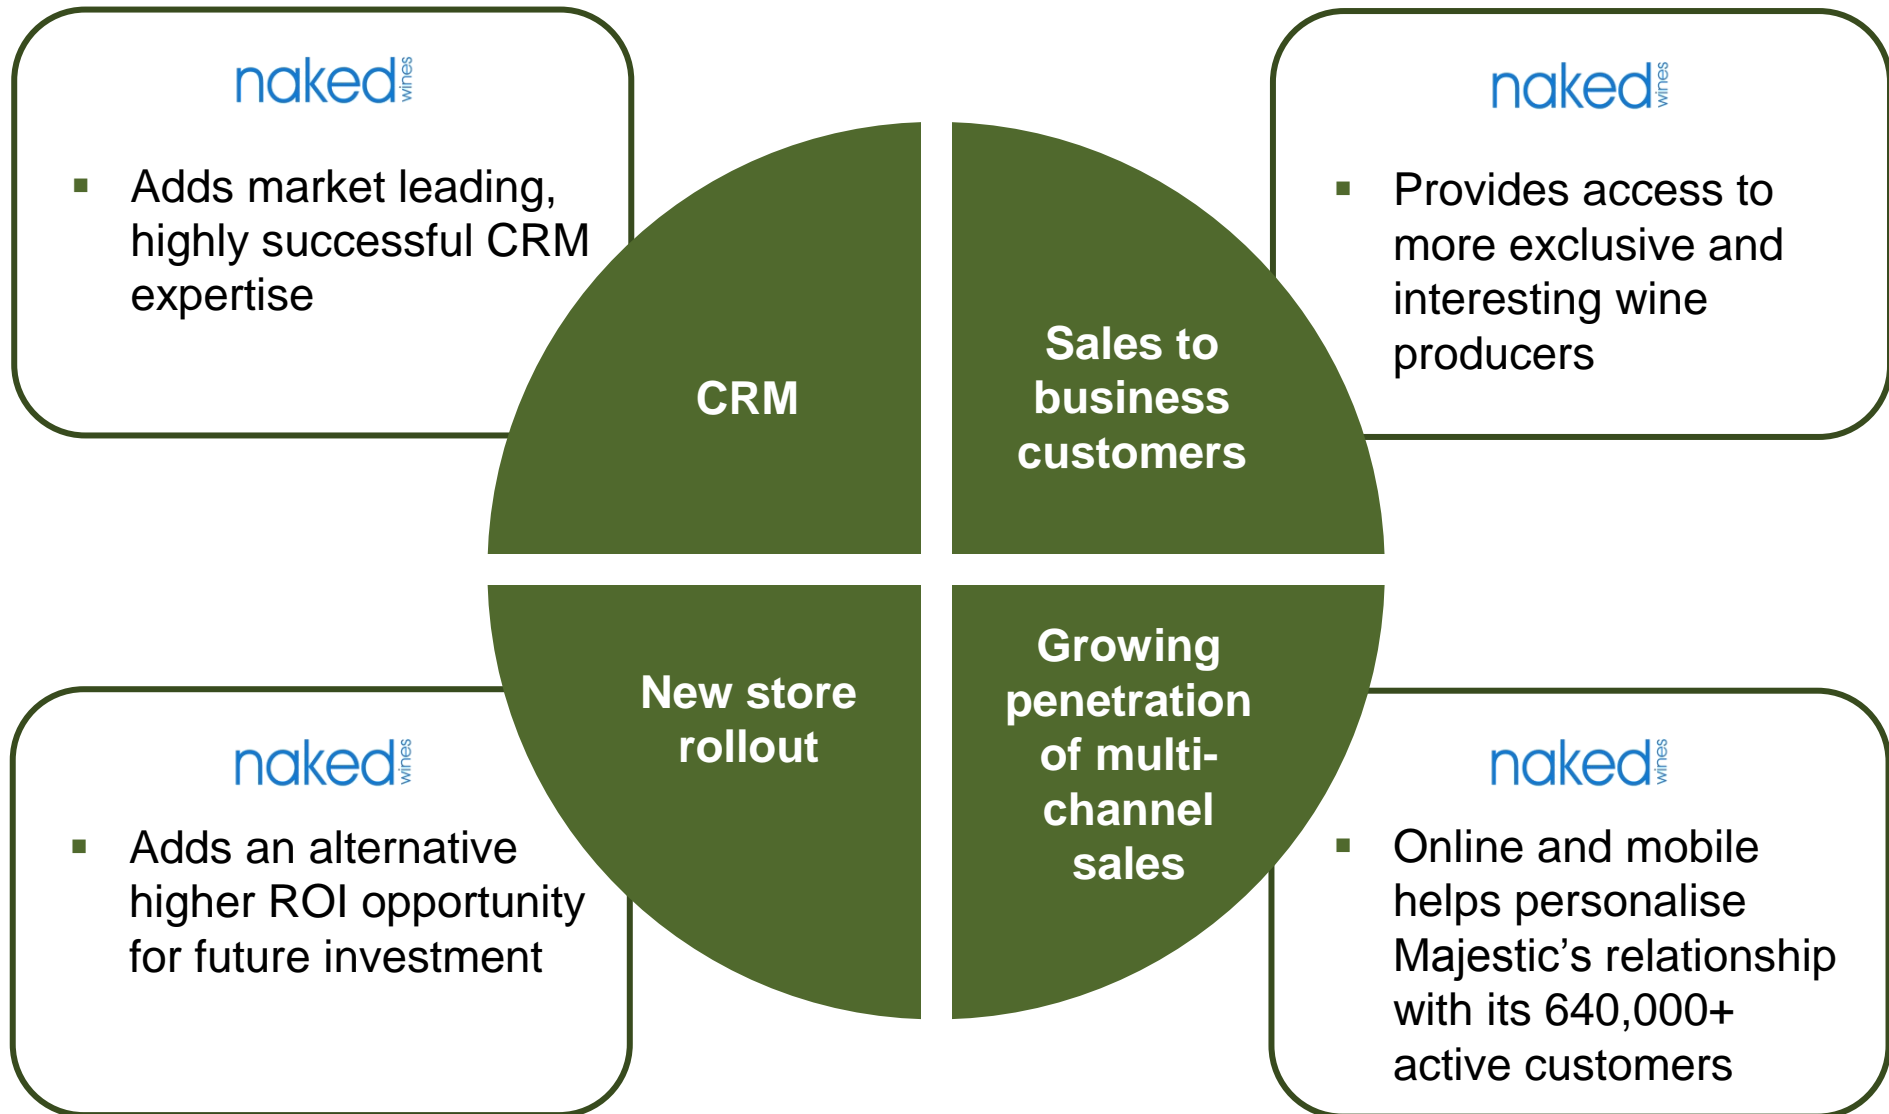 naked wines
▪ Adds market leading,
highly successful CRM
expertise
naked wines
▪ Provides access to
more exclusive and
interesting wine
producers
CRM
Sales to
business
customers
New store
rollout
Growing
penetration
of multi-
channel
sales
naked wines
▪ Adds an alternative
higher ROI opportunity
for future investment
naked wines
▪ Online and mobile
helps personalise
Majestic’s relationship
with its 640,000+
active customers